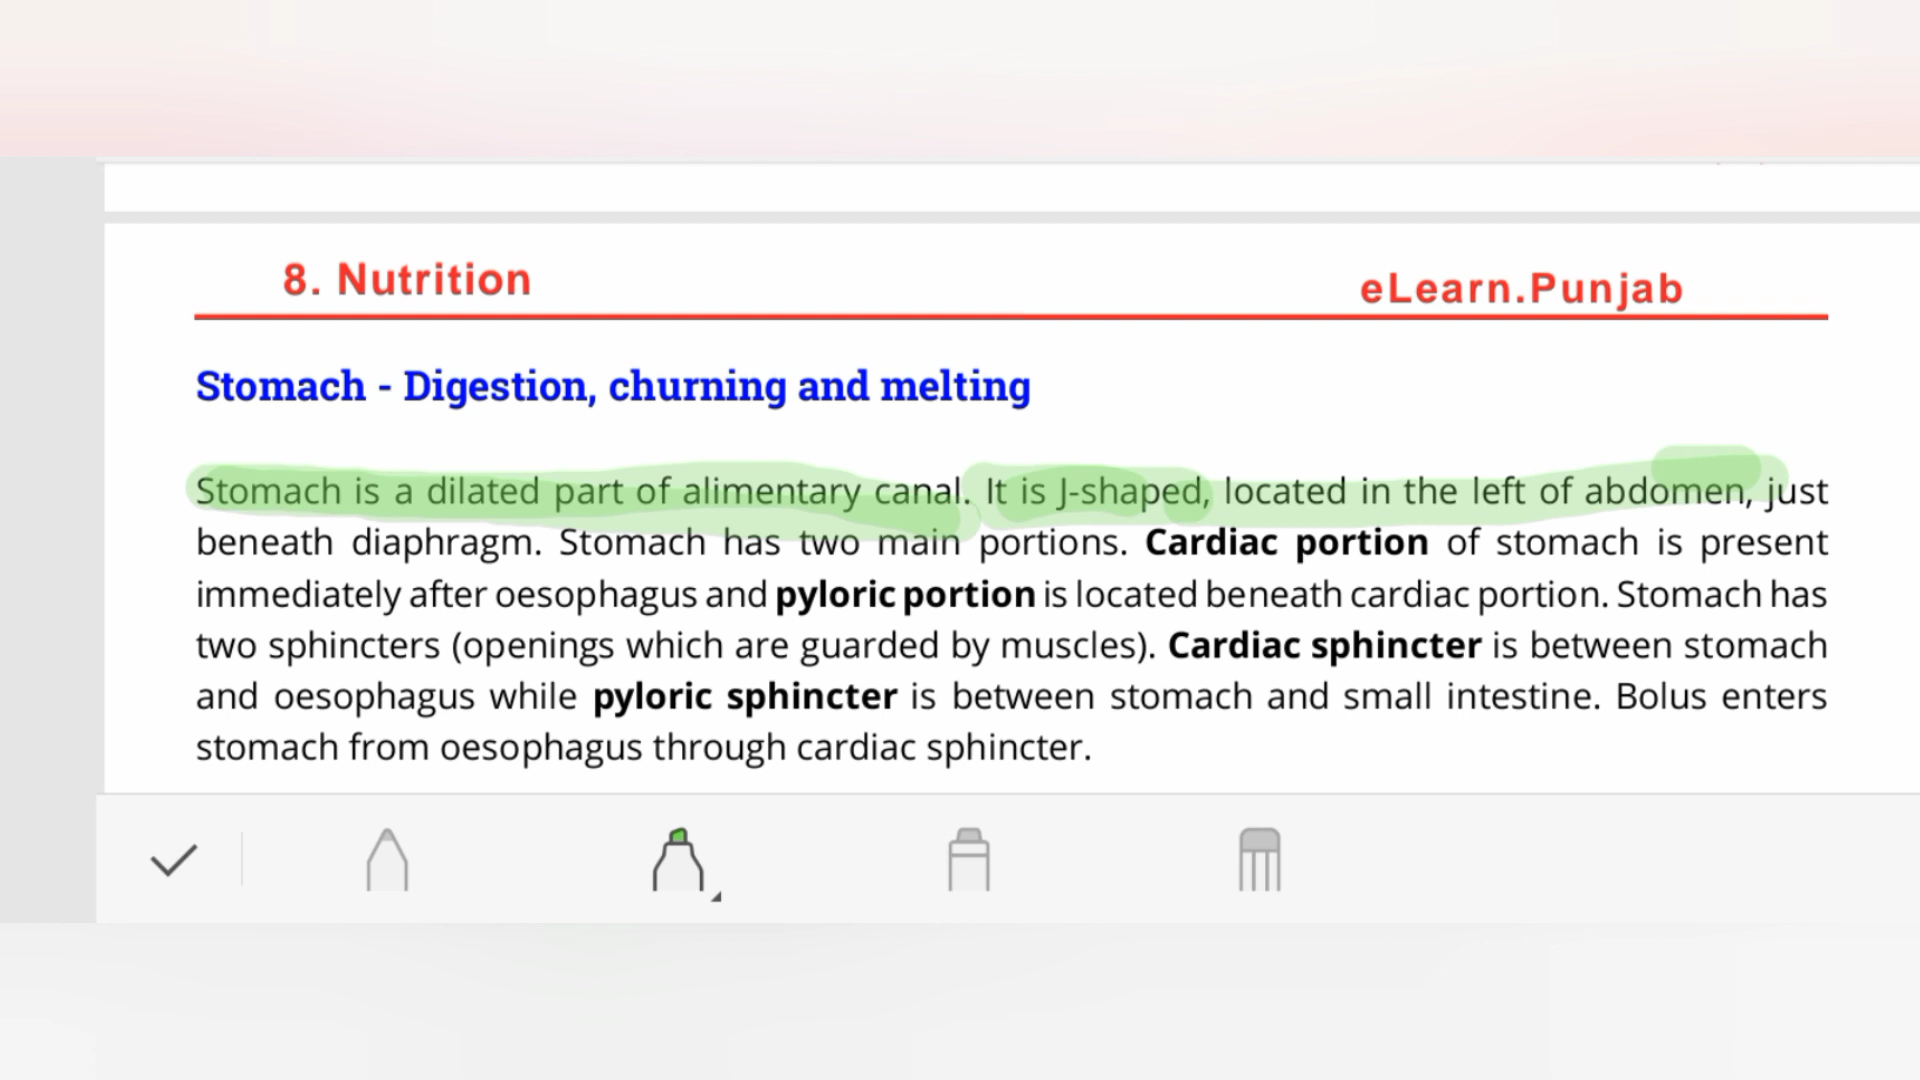 8. Nutrition
eLearn.Punjab
Stomach - Digestion, churning and melting
Stomach is a dilated part of alimentary canal. It is J-shaped, located in the left of abdomen, just
beneath diaphragm. Stomach has two main portions. Cardiac portion of stomach is present
immediately after oesophagus and pyloric portion is located beneath cardiac portion. Stomach has
two sphincters (openings which are guarded by muscles). Cardiac sphincter is between stomach
and oesophagus while pyloric sphincter is between stomach and small intestine. Bolus enters
stomach from oesophagus through cardiac sphincter.